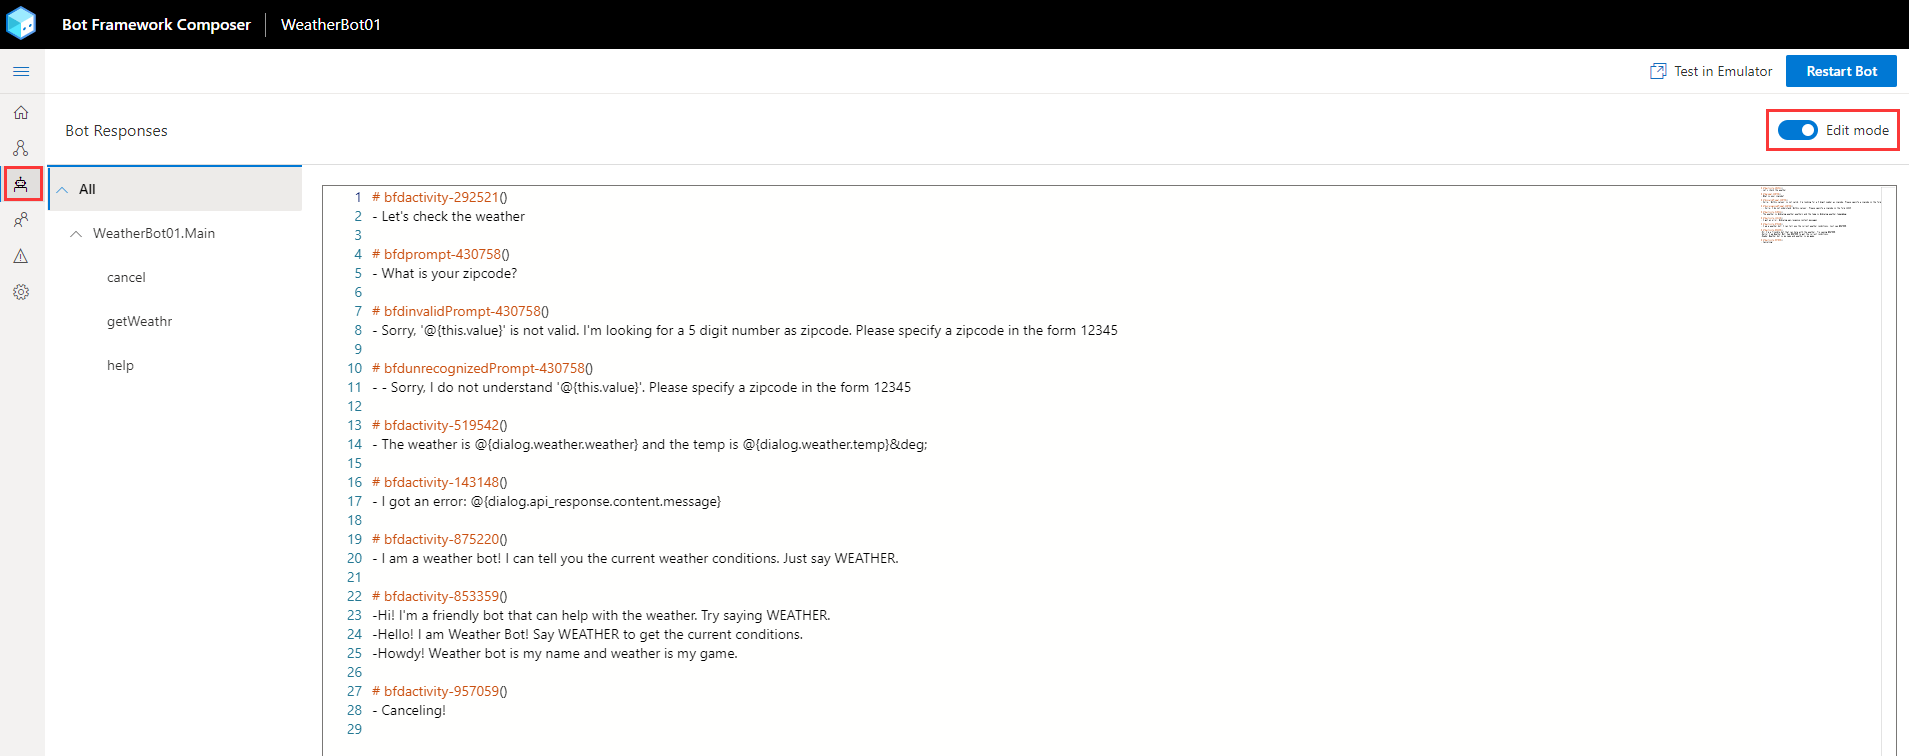 Bot Framework Composer WeatherBot01
Test in Emulator Restart Bot
Bot Responses Edit mode
All
WeatherBot01.Main
cancel
getWeathr
help
1 # bfdactivity-292521()
2 - Let's check the weather
3
4 # bfdprompt-430758()
5 - What is your zipcode?
6
7 # bfdinvalidPrompt-430758()
8 - Sorry, '@{this.value}' is not valid. I'm looking for a 5 digit number as zipcode. Please specify a zipcode in the form 12345
9
10 # bfdunrecognizedPrompt-430758()
11 - - Sorry, I do not understand '@{this.value}'. Please specify a zipcode in the form 12345
12
13 # bfdactivity-519542()
14 - The weather is @{dialog.weather.weather} and the temp is @{dialog.weather.temp}&deg;
15
16 # bfdactivity-143148()
17 - I got an error: @{dialog.api_response.content.message}
18
19 # bfdactivity-875220()
20 - I am a weather bot! I can tell you the current weather conditions. Just say WEATHER.
21
22 # bfdactivity-853359()
23 -Hi! I'm a friendly bot that can help with the weather. Try saying WEATHER.
24 -Hello! I am Weather Bot! Say WEATHER to get the current conditions.
25 -Howdy! Weather bot is my name and weather is my game.
26
27 # bfdactivity-957059()
28 - Canceling!
29